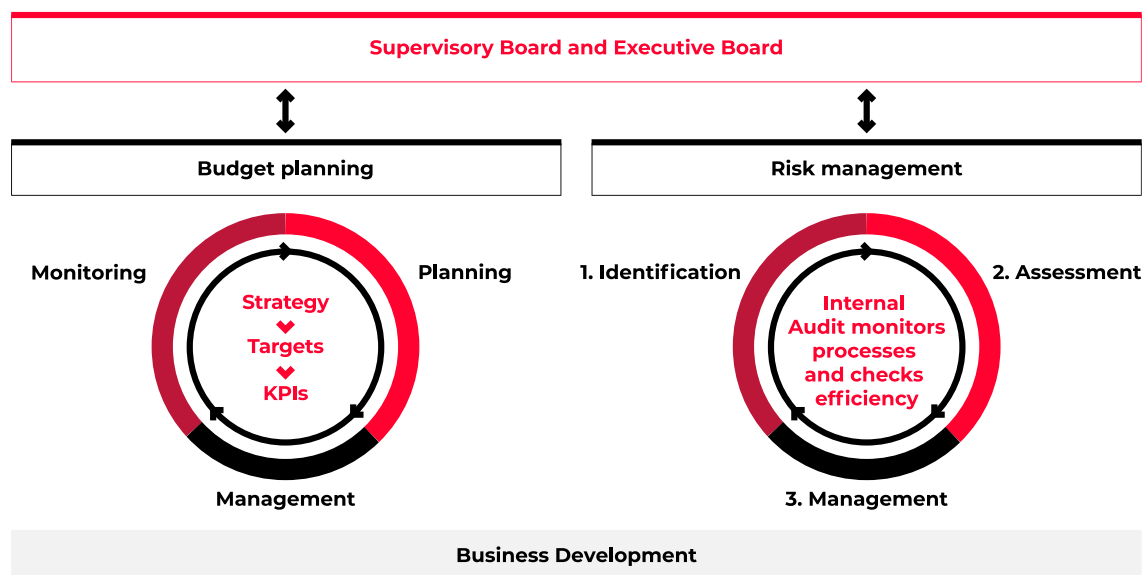 Supervisory Board and Executive Board
Budget planning
Risk management
Monitoring
Planning
Strategy
Targets
KPIs
Management
1. Identification
2. Assessment
Internal
Audit monitors
processes
and checks
efficiency
3. Management
Business Development